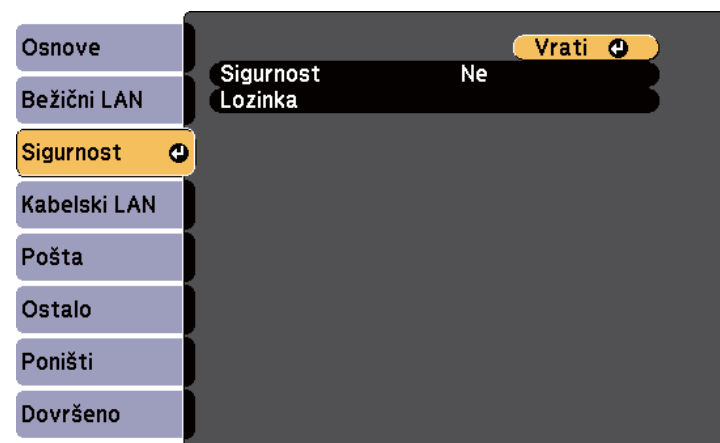 Osnove
Bežični LAN
Sigurnost
Kabelski LAN
Pošta
Ostalo
Poništi
Dovršeno
Vrati
Sigurnost Ne
Lozinka